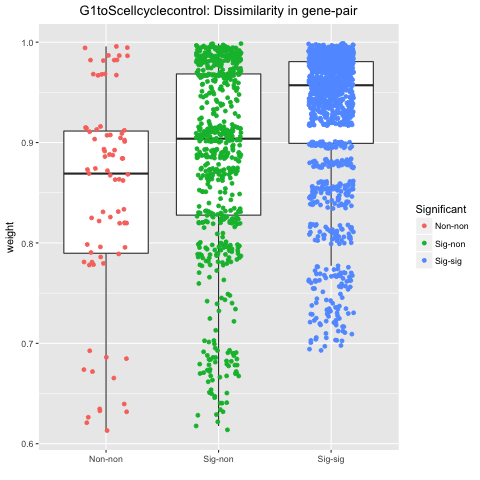 G1toScellcyclecontrol: Dissimilarity in gene-pair
1.0
0.9
0.8
0.7
0.6
weight
Non-non
Sig-non
Sig-sig
Significant
Non-non
Sig-non
Sig-sig